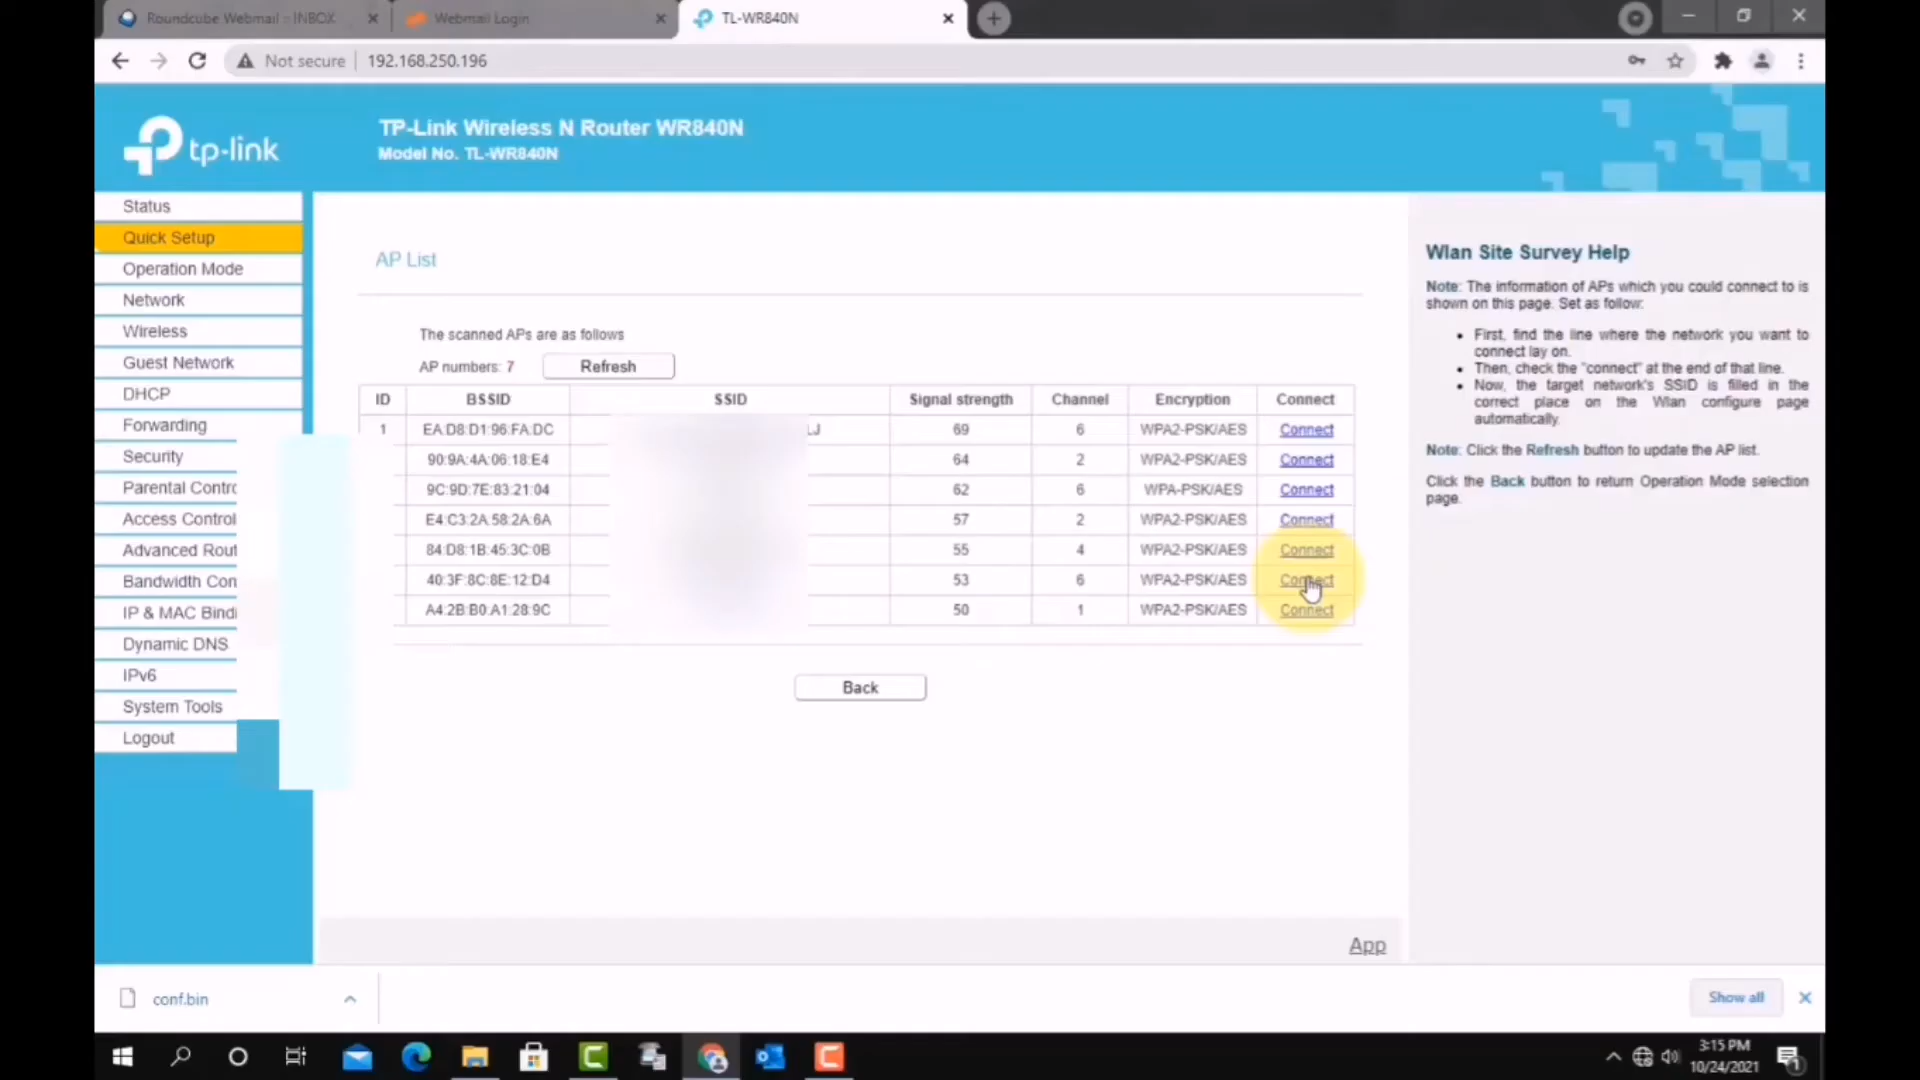 Roundcube Webmail :: INBOX
Webmail Login
TL-WR840N
Not secure
192.168.250.196
tp-link
TP-Link Wireless N Router WR840N
Model No. TL-WR840N
Status
Quick Setup
Operation Mode
Network
Wireless
Guest Network
DHCP
Forwarding
Security
Parental Contro
Access Control
Advanced Rout
Bandwidth Con
IP & MAC Bindi
Dynamic DNS
IPv6
System Tools
Logout
AP List
The scanned APs are as follows
AP numbers: 7
Refresh
ID BSSID SSID Signal strength Channel Encryption Connect
1 EA:D8:D1:96:FA:DC LJ 69 6 WPA2-PSK/AES Connect
90:9A:4A:06:18:E4 64 2 WPA2-PSK/AES Connect
9C:9D:7E:83:21:04 62 6 WPA-PSK/AES Connect
E4:C3:2A:58:2A:6A 57 2 WPA2-PSK/AES Connect
84:D8:1B:45:3C:0B 55 4 WPA2-PSK/AES Connect
40:3F:8C:8E:12:D4 53 6 WPA2-PSK/AES Connect
A4:2B:B0:A1:28:9C 50 1 WPA2-PSK/AES Connect
Back
Wlan Site Survey Help
Note: The information of APs which you could connect to is
shown on this page. Set as follow:
• First, find the line where the network you want to
connect lay on.
• Then, check the "connect" at the end of that line.
• Now, the target network's SSID is filled in the
correct place on the Wlan configure page
automatically.
Note: Click the Refresh button to update the AP list.
Click the Back button to return Operation Mode selection
page.
App
conf.bin
Show all
3:15 PM
10/24/2021
1